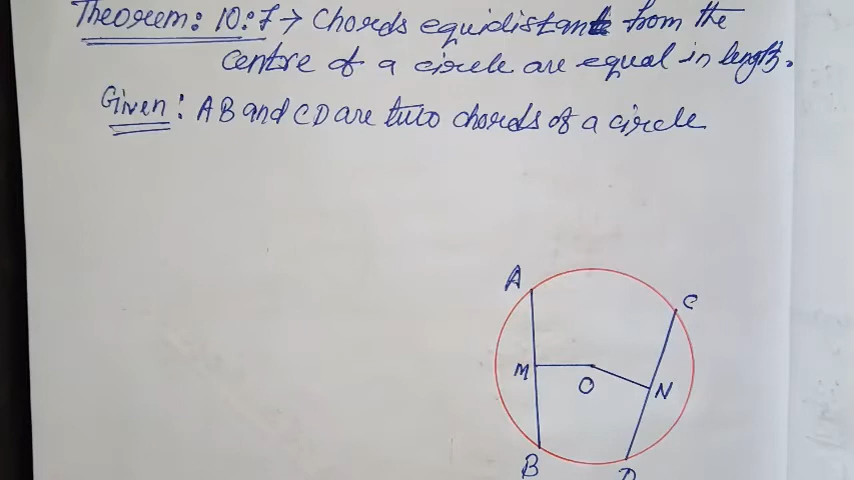 Theorem: 10:7 → Chords equidistant from the
centre of a circle are equal in length.
Given: AB and CD are two chords of a circle
A
C
M
O
N
B
D